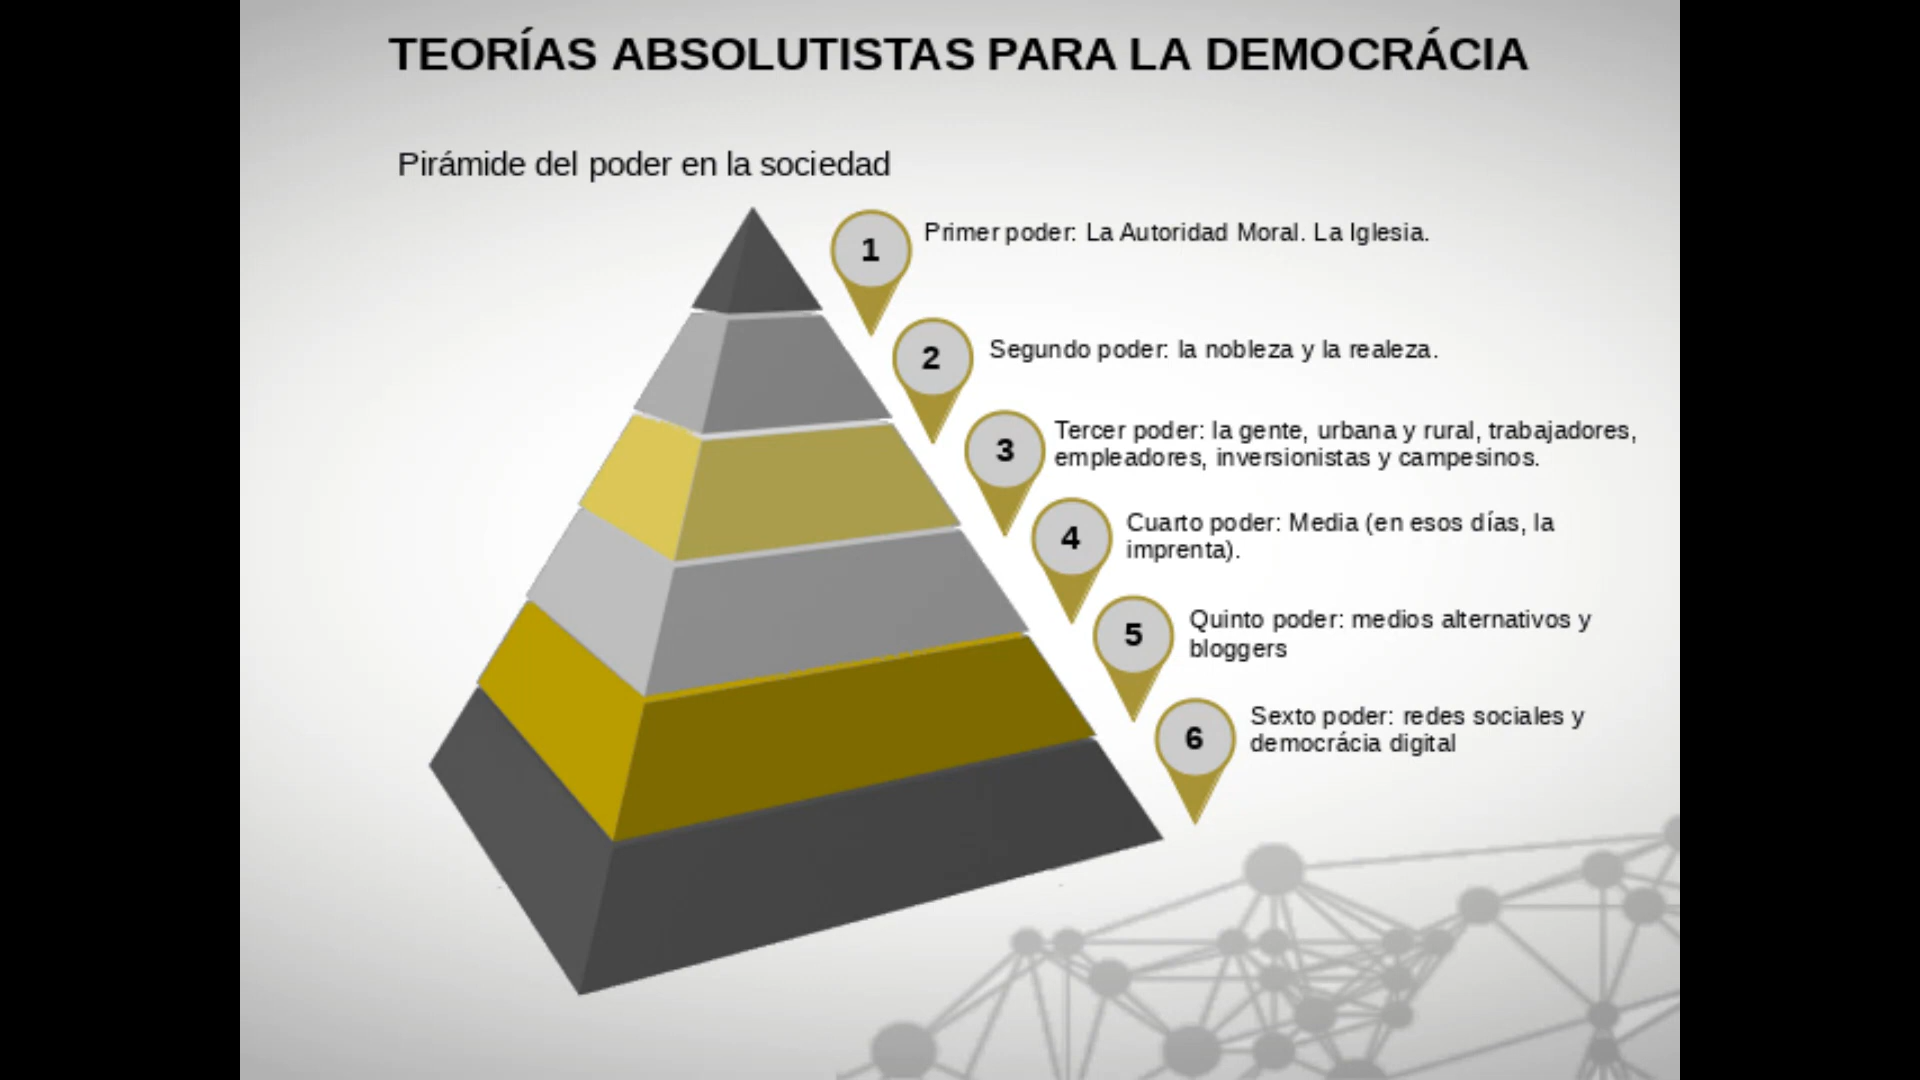 TEORÍAS ABSOLUTISTAS PARA LA DEMOCRÁCIA
Pirámide del poder en la sociedad
1
Primer poder: La Autoridad Moral. La Iglesia.
2
Segundo poder: la nobleza y la realeza.
3
Tercer poder: la gente, urbana y rural, trabajadores,
empleadores, inversionistas y campesinos.
4
Cuarto poder: Media (en esos días, la
imprenta).
5
Quinto poder: medios alternativos y
bloggers
6
Sexto poder: redes sociales y
democrácia digital